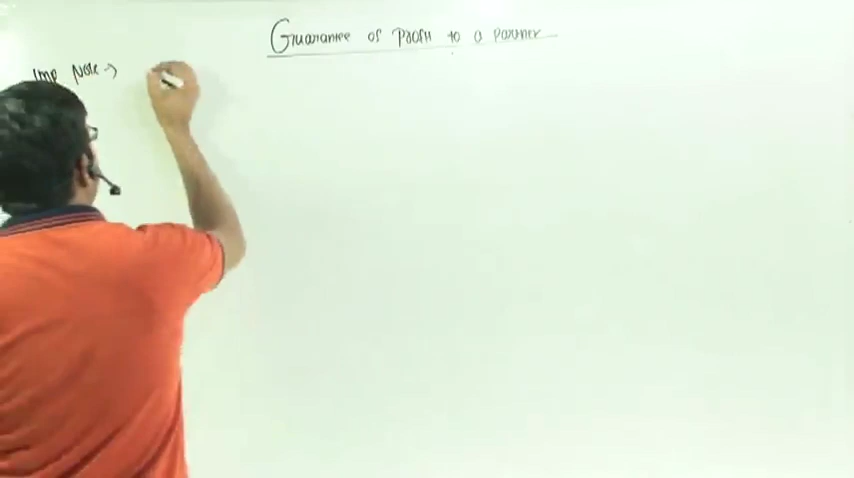 Guarantee of Profit to a Partner
Imp Note →